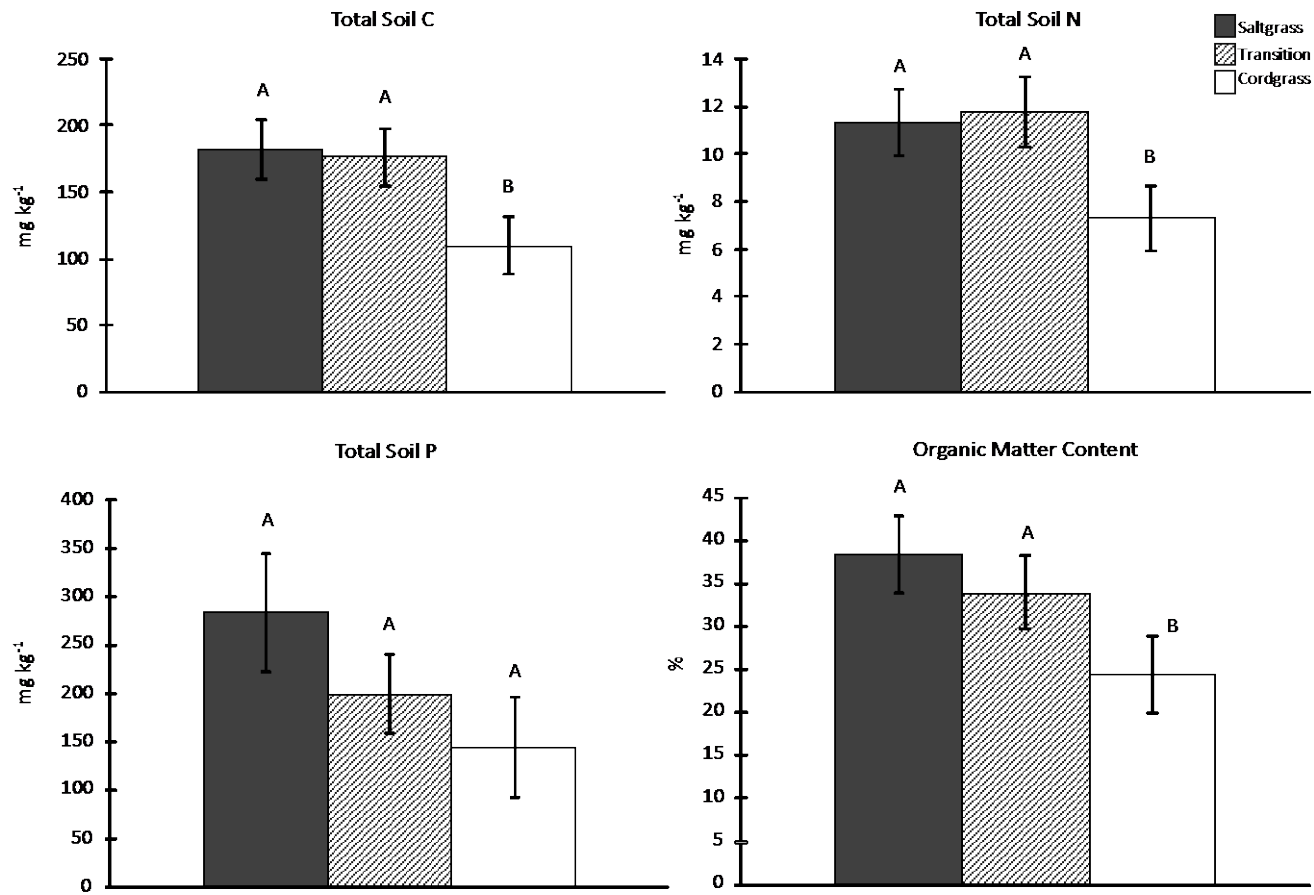 Total Soil C
250
200
150
100
50
0
mg kg⁻¹
A
A
B
Total Soil N
14
12
10
8
6
4
2
0
mg kg⁻¹
A
A
B
Saltgrass
Transition
Cordgrass
Total Soil P
400
350
300
250
200
150
100
50
0
mg kg⁻¹
A
A
A
Organic Matter Content
45
40
35
30
25
20
15
10
5
0
%
A
A
B